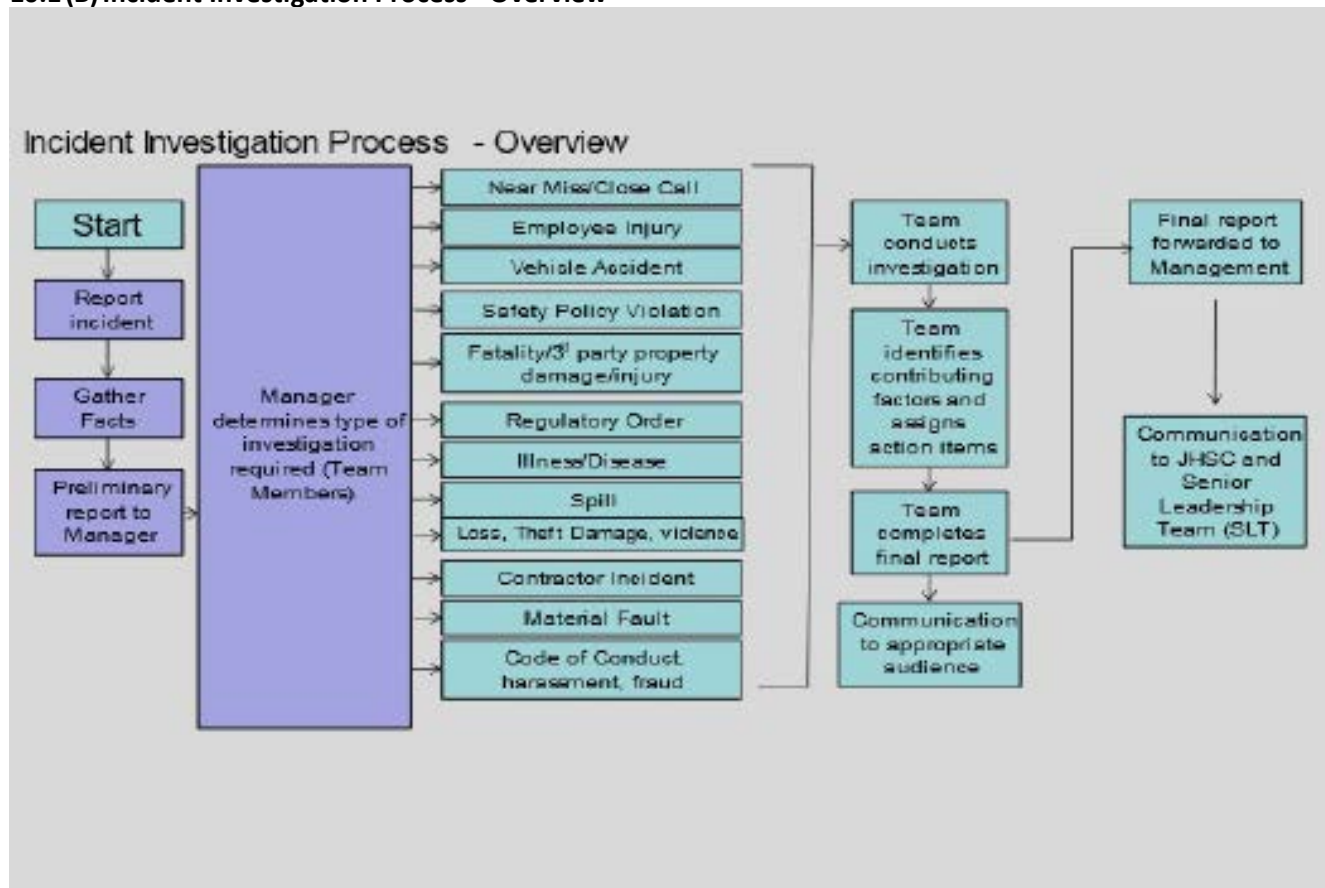 Incident Investigation Process - Overview
Start
Report
incident
Gather
Facts
Preliminary
report to
Manager
Manager
determines type of
investigation
required (Team
Members)
Near Miss/Close Call
Employee Injury
Vehicle Accident
Safety Policy Violation
Fatality/3rd party property
damage/injury
Regulatory Order
Illness/Disease
Spill
Loss, Theft Damage, violence
Contractor Incident
Material Fault
Code of Conduct
harassment, fraud
Team
conducts
investigation
Team
identifies
contributing
factors and
assigns
action items
Team
completes
final report
Communication
to appropriate
audience
Final report
forwarded to
Management
Communication
to JHSC and
Senior
Leadership
Team (SLT)